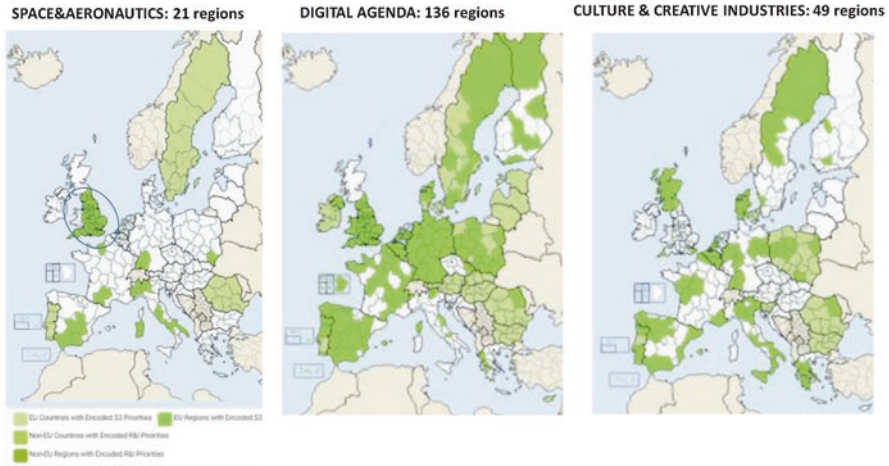 SPACE&AERONAUTICS: 21 regions
DIGITAL AGENDA: 136 regions
CULTURE & CREATIVE INDUSTRIES: 49 regions
EU Countries with Encoded S3 Priorities
EU Regions with Encoded S3
Non-EU Countries with Encoded R&I Priorities
Non-EU Regions with Encoded R&I Priorities